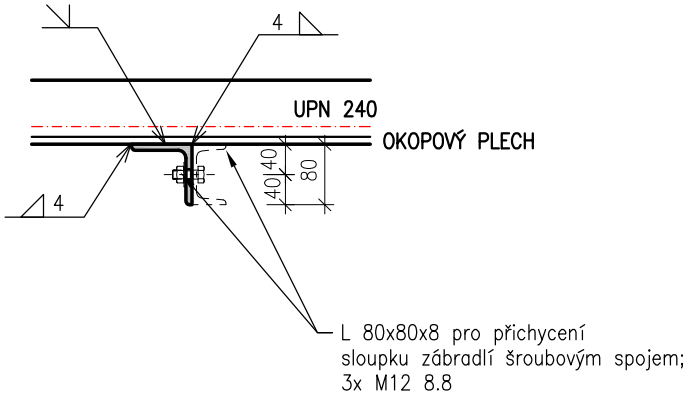 4
UPN 240
OKOPOVÝ PLECH
40
40
80
4
L 80x80x8 pro přichycení
sloupku zábradlí šroubovým spojem;
3x M12 8.8